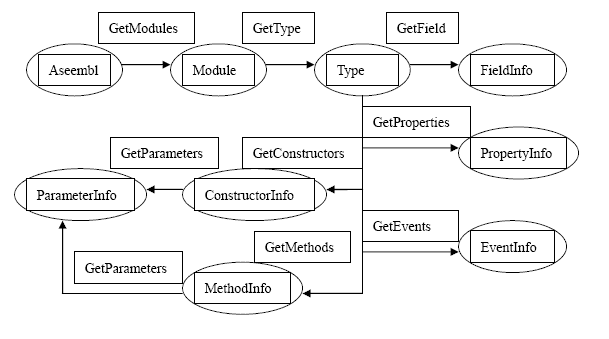 GetModules
GetType
GetField
Aseembl
Module
Type
FieldInfo
GetProperties
GetParameters
GetConstructors
PropertyInfo
ParameterInfo
ConstructorInfo
GetEvents
GetMethods
EventInfo
GetParameters
MethodInfo